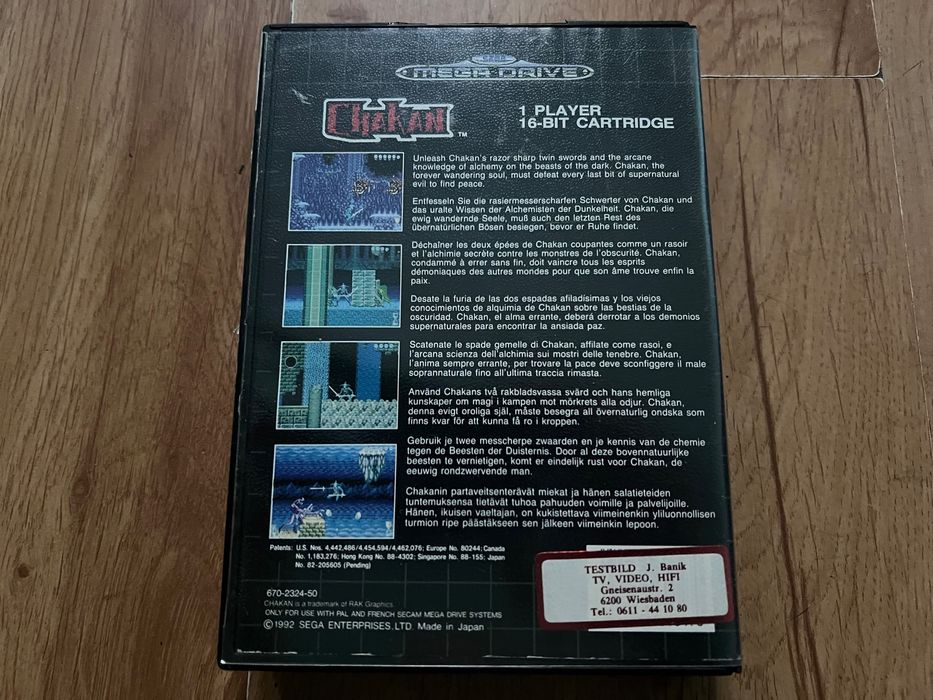 SEGA
MEGA DRIVE
CHAKAN™
1 PLAYER
16-BIT CARTRIDGE
Unleash Chakan's razor sharp twin swords and the arcane
knowledge of alchemy on the beasts of the dark. Chakan, the
forever wandering soul, must defeat every last bit of supernatural
evil to find peace.
Entfesseln Sie die rasiermesserscharfen Schwerter von Chakan und
das uralte Wissen der Alchemisten der Dunkelheit. Chakan, die
ewig wandernde Seele, muß auch den letzten Rest des
übernatürlichen Bösen besiegen, bevor er Ruhe findet.
Déchaîner les deux épées de Chakan coupantes comme un rasoir
et l'alchimie secrète contre les monstres de l'obscurité. Chakan,
condammé à errer sans fin, doit vaincre tous les esprits
démoniaques des autres mondes pour que son âme trouve enfin la
paix.
Desate la furia de las dos espadas afiladísimas y los viejos
conocimientos de alquimia de Chakan sobre las bestias de la
oscuridad. Chakan, el alma errante, deberá derrotar a los demonios
supernaturales para encontrar la ansiada paz.
Scatenate le spade gemelle di Chakan, affilate come rasoi, e
l'arcana scienza dell'alchimia sui mostri delle tenebre. Chakan,
l'anima sempre errante, per trovare la pace deve sconfiggere il male
soprannaturale fino all'ultima traccia rimasta.
Använd Chakans två rakbladsvassa svärd och hans hemliga
kunskaper om magi i kampen mot mörkrets alla odjur. Chakan,
denna evigt oroliga själ, måste besegra all övernaturlig ondska som
finns kvar för att kunna få ro i kroppen.
Gebruik je twee messcherpe zwaarden en je kennis van de chemie
tegen de Beesten der Duisternis. Door al deze bovennatuurlijke
beesten te vernietigen, komt er eindelijk rust voor Chakan, de
eeuwig rondzwervende man.
Chakanin partaveitsenterävät miekat ja hänen salatieteiden
tuntemuksensa tietävät tuhoa pahuuden voimille ja palvelijoille.
Hänen, ikuisen vaeltajan, on kukistettava viimeinenkin yliluonnollisen
turmion ripe päästäkseen sen jälkeen viimeinkin lepoon.
Patents: U.S. Nos. 4,442,486/4,454,594/4,462,076; Europe No. 80244; Canada
No. 1,183,276; Hong Kong No. 88-4302; Singapore No. 88-155; Japan
No. 82-205605 (Pending)
670-2324-50
CHAKAN is a trademark of RAK Graphics.
ONLY FOR USE WITH PAL AND FRENCH SECAM MEGA DRIVE SYSTEMS
©1992 SEGA ENTERPRISES, LTD. Made in Japan
TESTBILD J. Banik
TV, VIDEO, HIFI
Gneisenaustr. 2
6200 Wiesbaden
Tel.: 0611 - 44 10 80